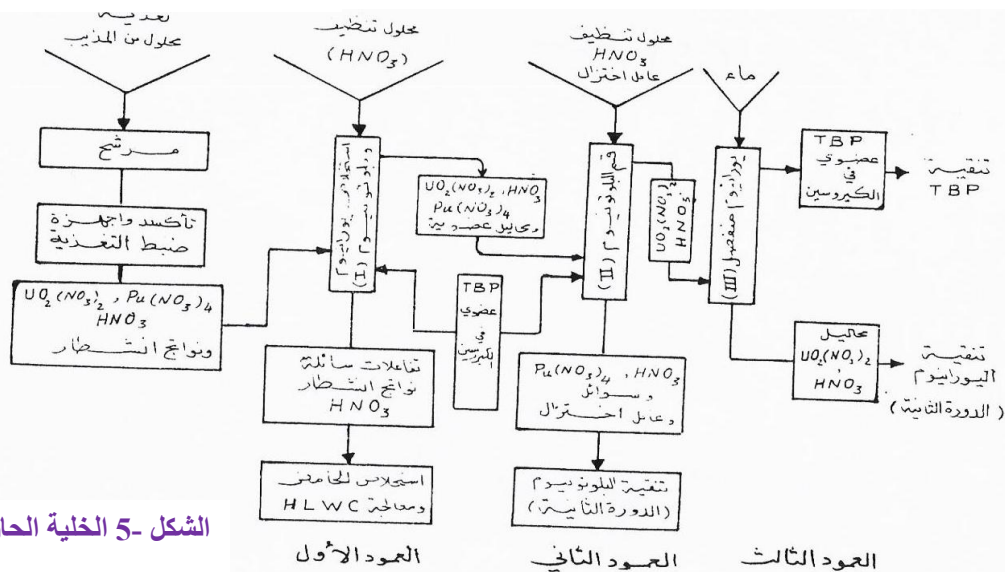 تغذية
محلول من المذيب
مرشح
تأكسد واجهزة
ضبط التغذية
UO2(NO3)2 , Pu(NO3)4
HNO3
ونواتج انشطار
محلول تنظيف
(HNO3)
استخلاص يورانيوم
وبلوتونيوم (I)
UO2(NO3)2 , HNO3
Pu(NO3)4
ومحاليل عضوية
تفاعلات سائلة
نواتج انشطار
HNO3
استخلاص الحامض
ومعالجة HLWC
العمود الأول
TBP
عضوي
في
الكيروسين
محلول تنظيف
HNO3
عامل اختزال
قسم البلوتونيوم (II)
UO2(NO3)2
HNO3
Pu(NO3)4 , HNO3
وسوائل
وعامل اختزال
تنقية البلوتونيوم
(الدورة الثانية)
العمود الثاني
ماء
يورانيوم منفصل (III)
TBP
عضوي
في
الكيروسين
تنقية
TBP
محاليل
UO2(NO3)2
HNO3
تنقية
اليورانيوم
(الدورة الثانية)
العمود الثالث
الشكل -5 الخلية